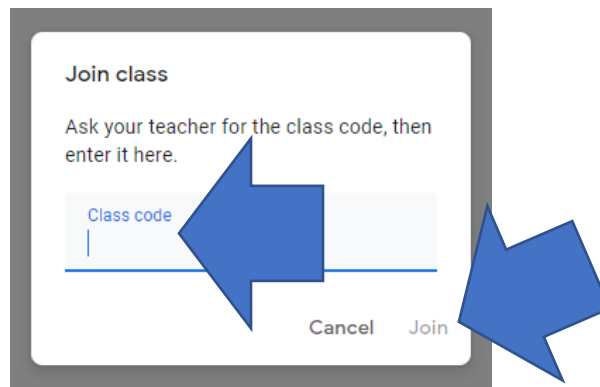 Join class
Ask your teacher for the class code, then
enter it here.
Class code
Cancel Join